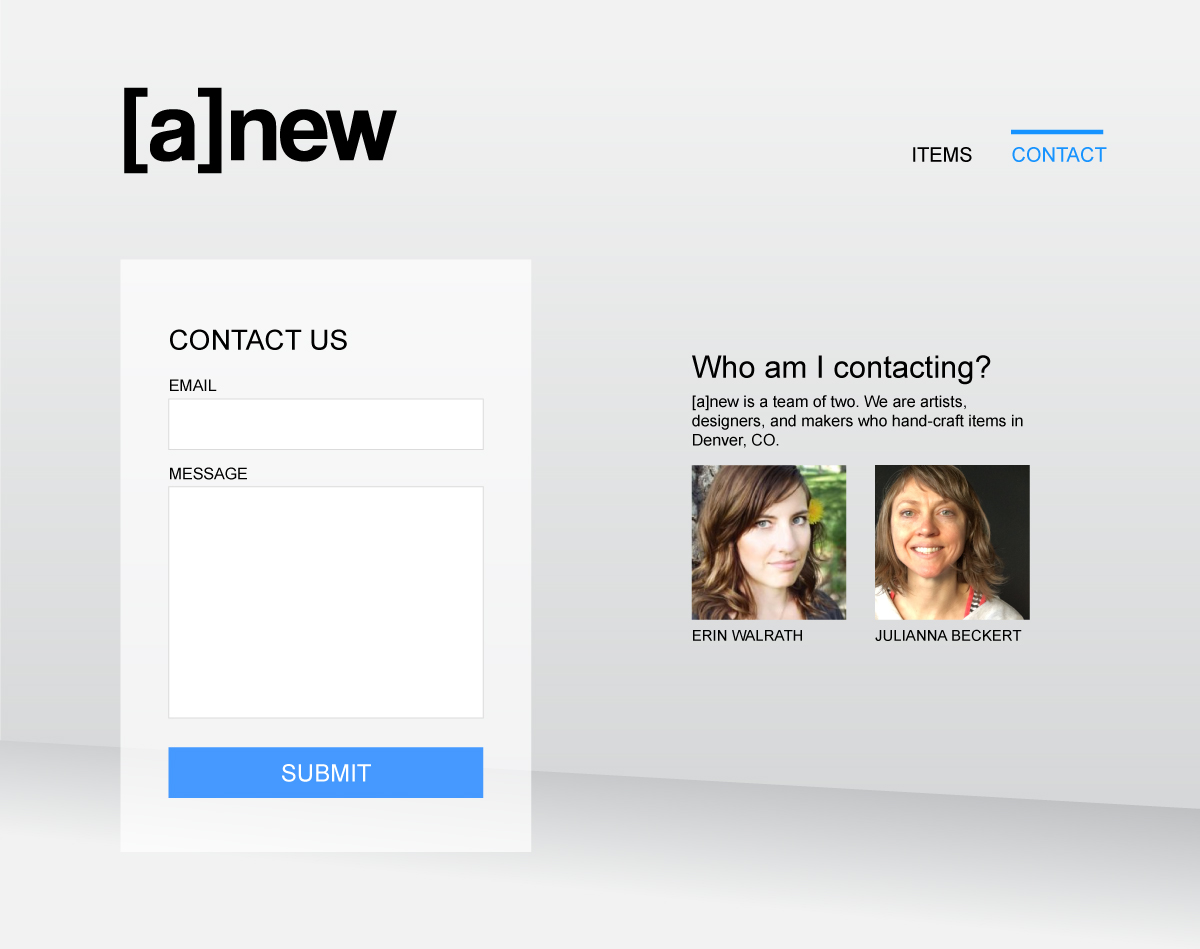 [a]new
ITEMS CONTACT
CONTACT US
EMAIL
MESSAGE
SUBMIT
Who am I contacting?
[a]new is a team of two. We are artists,
designers, and makers who hand-craft items in
Denver, CO.
ERIN WALRATH JULIANNA BECKERT